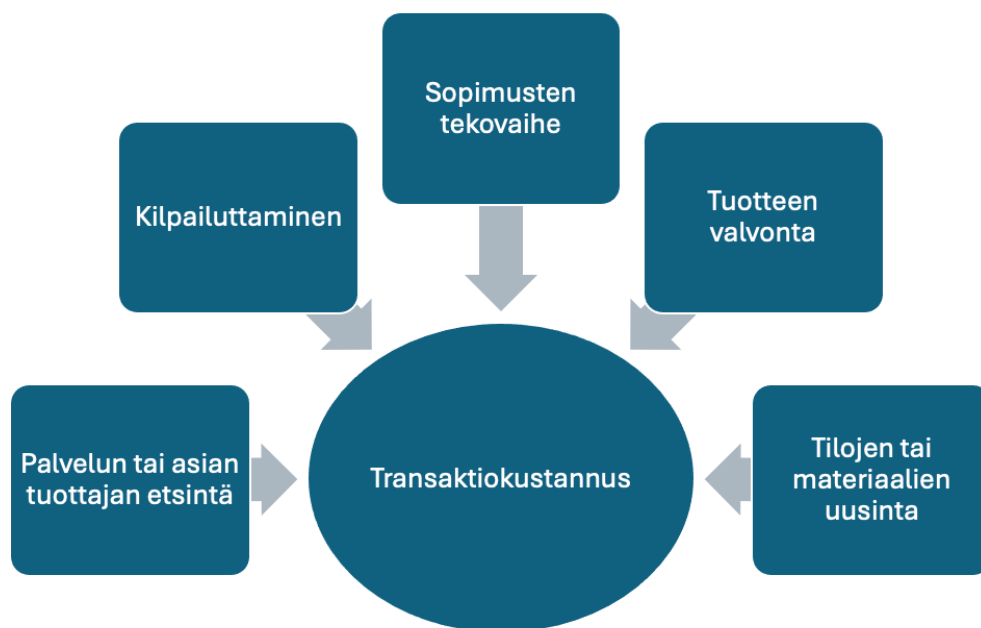 Sopimusten
tekovaihe
Kilpailuttaminen
Tuotteen
valvonta
Palvelun tai asian
tuottajan etsintä
Transaktiokustannus
Tilojen tai
materiaalien
uusinta